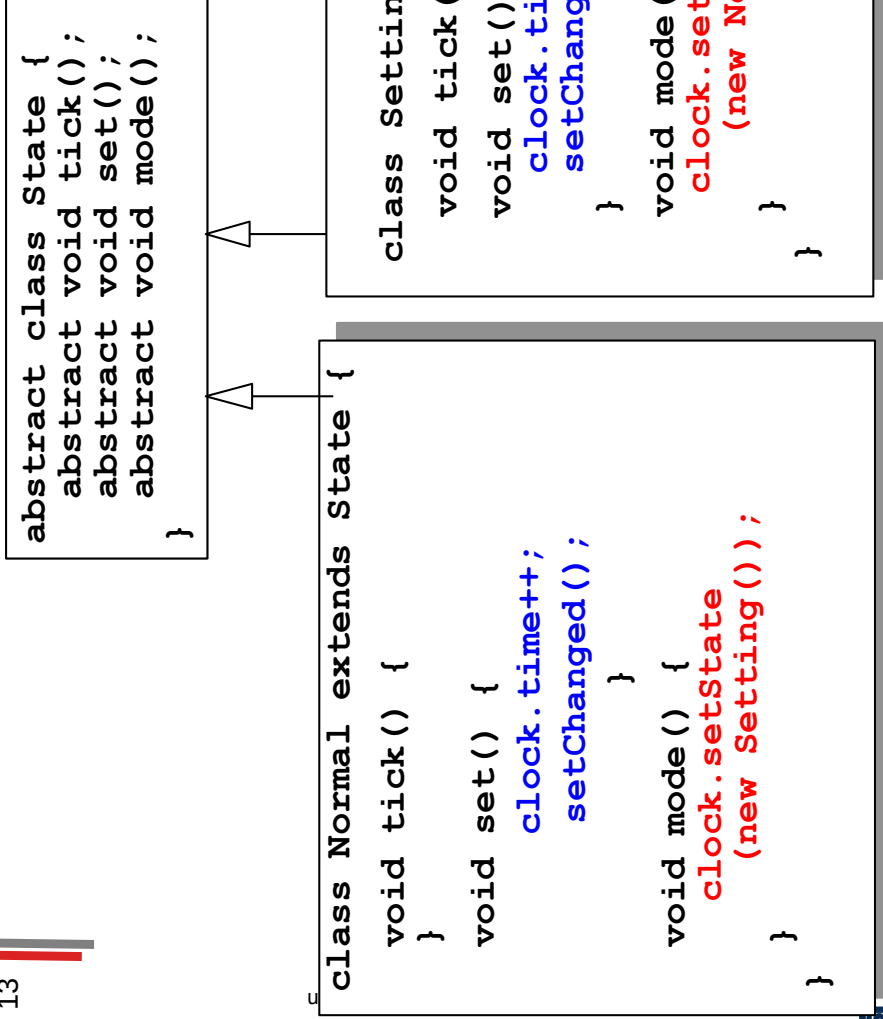 abstract class State {
abstract void tick();
abstract void set();
abstract void mode();
}
class Normal extends State {
void tick() {
}
void set() {
clock.time++;
setChanged();
}
void mode() {
clock.setState
(new Setting());
}
}
class Settin
void tick(
void set()
clock.ti
setChang
}
void mode(
clock.set
(new No
}
}
13
u